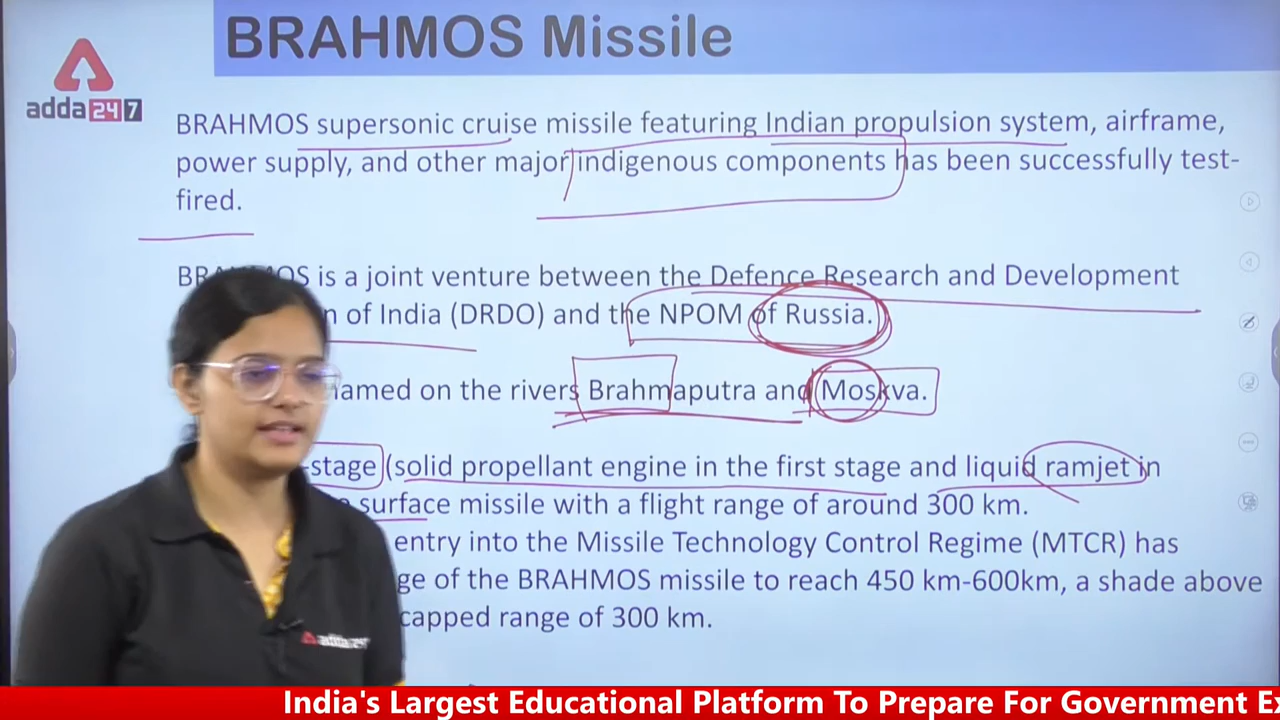 BRAHMOS Missile
adda247
BRAHMOS supersonic cruise missile featuring Indian propulsion system, airframe,
power supply, and other major indigenous components has been successfully test-
fired.
BRAHMOS is a joint venture between the Defence Research and Development
n of India (DRDO) and the NPOM of Russia.
named on the rivers Brahmaputra and Moskva.
-stage (solid propellant engine in the first stage and liquid ramjet in
surface missile with a flight range of around 300 km.
entry into the Missile Technology Control Regime (MTCR) has
ge of the BRAHMOS missile to reach 450 km-600km, a shade above
capped range of 300 km.
adda247
India's Largest Educational Platform To Prepare For Government Ex